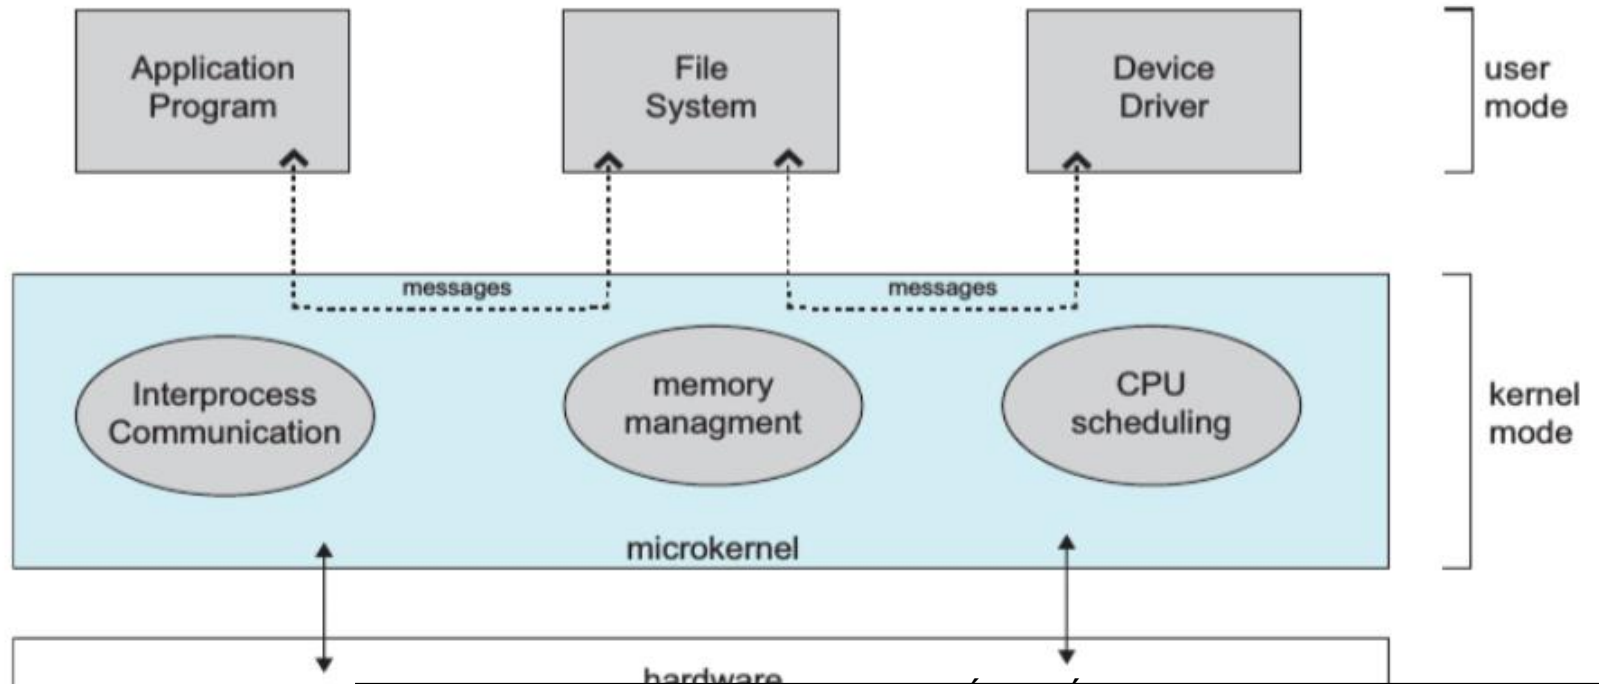 Application
Program
File
System
Device
Driver
user
mode
messages
messages
Interprocess
Communication
memory
managment
CPU
scheduling
kernel
mode
microkernel
hardware